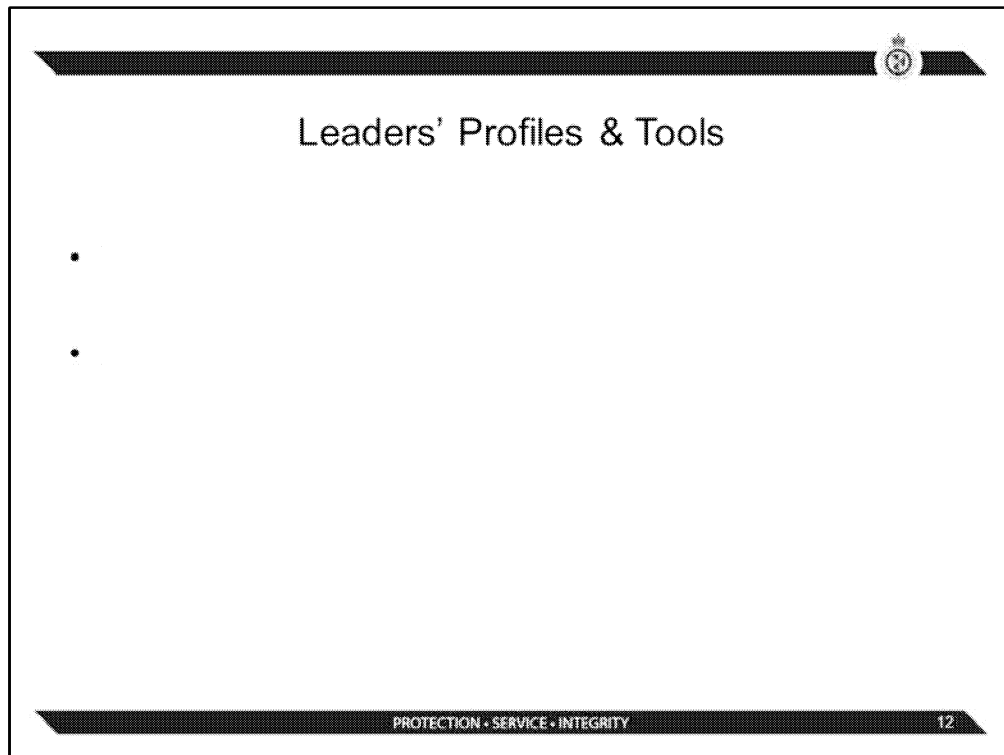 Leaders’ Profiles & Tools
•
•
PROTECTION • SERVICE • INTEGRITY
12